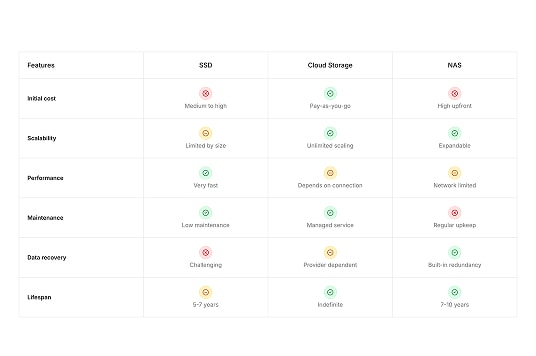 Features SSD Cloud Storage NAS
Initial cost Medium to high Pay-as-you-go High upfront
Scalability Limited by size Unlimited scaling Expandable
Performance Very fast Depends on connection Network limited
Maintenance Low maintenance Managed service Regular upkeep
Data recovery Challenging Provider dependent Built-in redundancy
Lifespan 5-7 years Indefinite 7-10 years